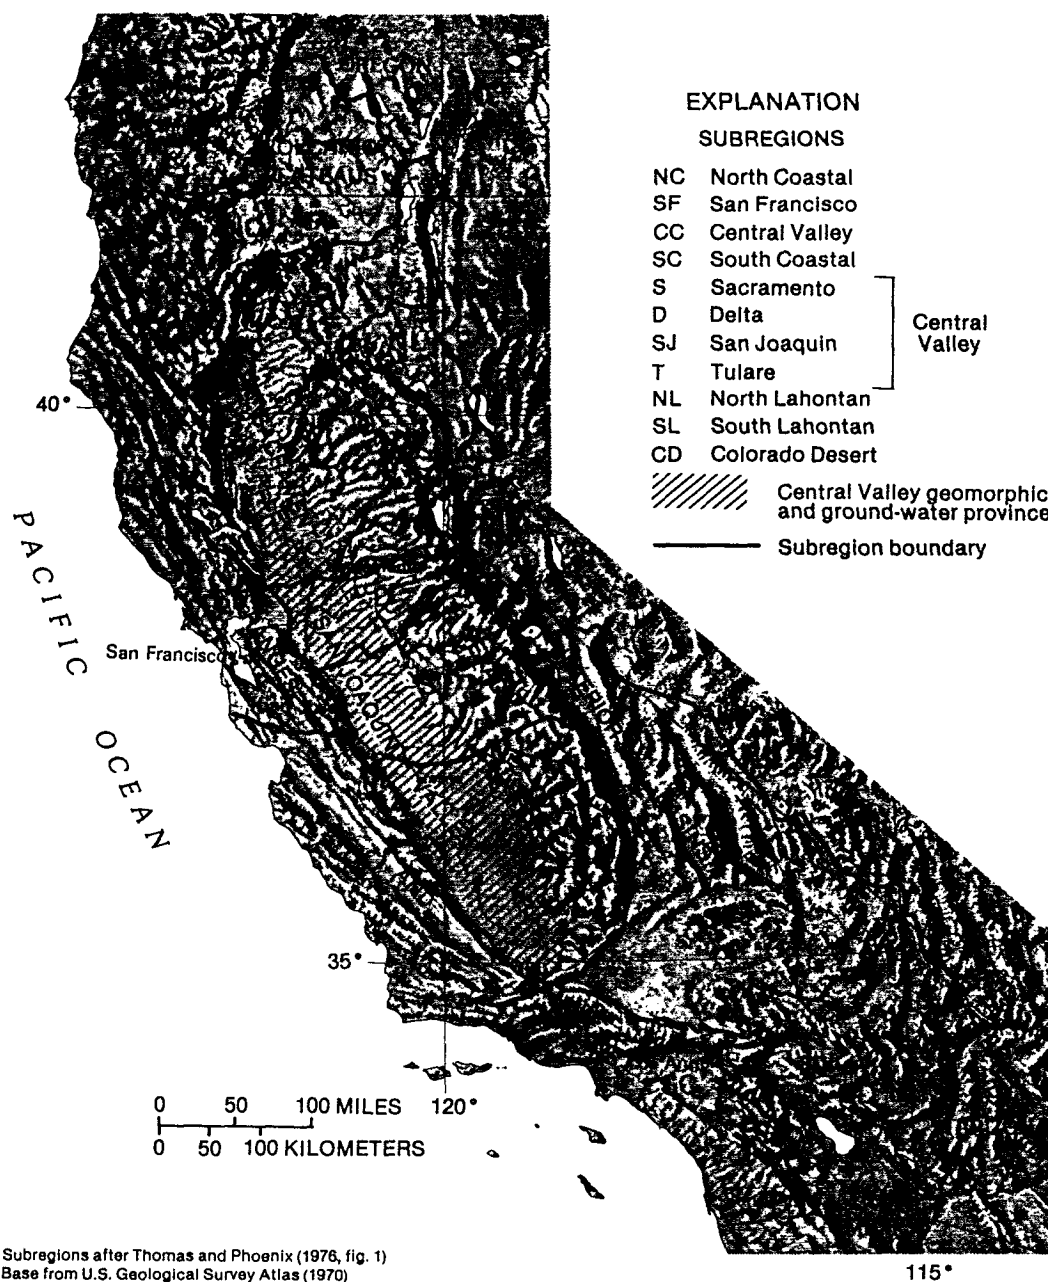 EXPLANATION
SUBREGIONS
NC North Coastal
SF San Francisco
CC Central Valley
SC South Coastal
S Sacramento
D Delta
SJ San Joaquin
T Tulare
Central
Valley
NL North Lahontan
SL South Lahontan
CD Colorado Desert
Central Valley geomorphic
and ground-water province
Subregion boundary
40°
PACIFIC OCEAN
San Francisco
35°
0 50 100 MILES
120°
0 50 100 KILOMETERS
Subregions after Thomas and Phoenix (1976, fig. 1)
Base from U.S. Geological Survey Atlas (1970)
115°